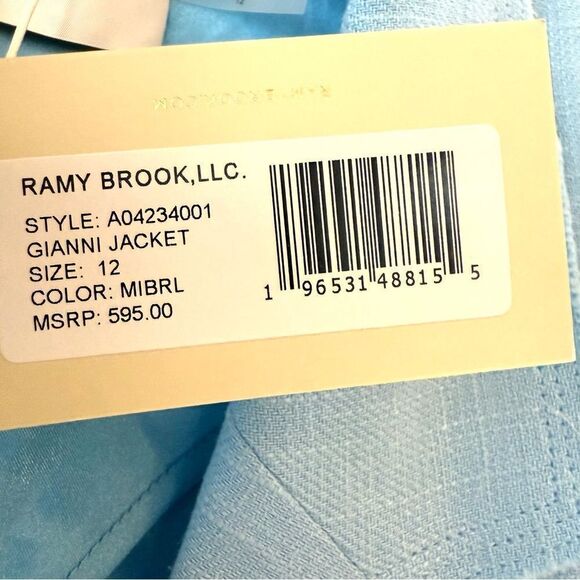 RAMY BROOK,LLC.
STYLE: A04234001
GIANNI JACKET
SIZE: 12
COLOR: MIBRL
MSRP: 595.00
1 96531 48815 5